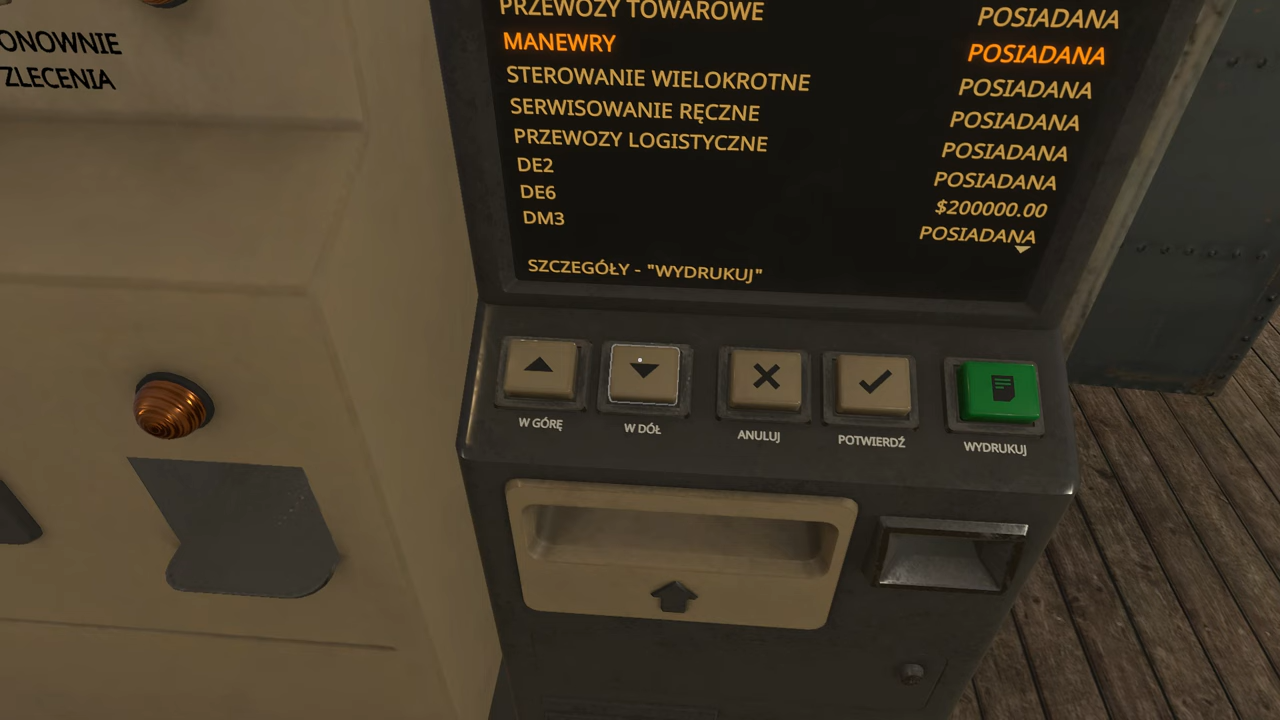 ONOWNIE
ZLECENIA
PRZEWOZY TOWAROWE POSIADANA
MANEWRY POSIADANA
STEROWANIE WIELOKROTNE POSIADANA
SERWISOWANIE RĘCZNE POSIADANA
PRZEWOZY LOGISTYCZNE POSIADANA
DE2 POSIADANA
DE6 $200000.00
DM3 POSIADANA
SZCZEGÓŁY - "WYDRUKUJ"
W GÓRĘ
W DÓŁ
ANULUJ
POTWIERDŹ
WYDRUKUJ